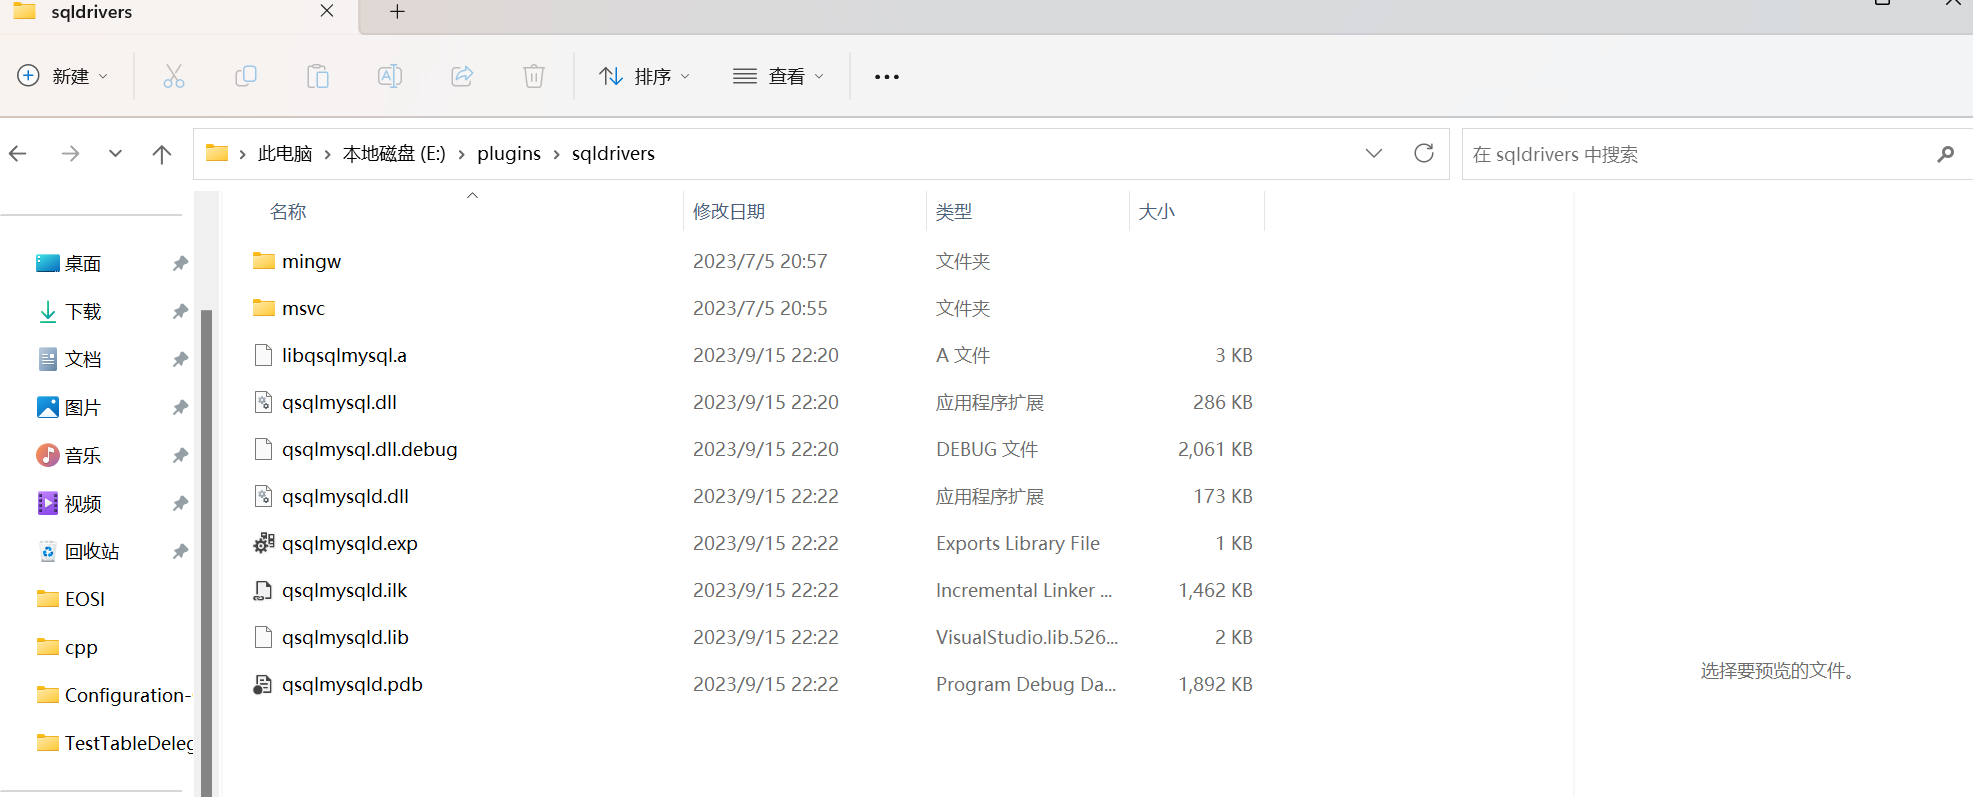 sqldrivers
新建
排序
查看
此电脑 本地磁盘 (E:) plugins sqldrivers
在 sqldrivers 中搜索
名称 修改日期 类型 大小
桌面
下载
文档
图片
音乐
视频
回收站
EOSI
cpp
Configuration-
TestTableDeleg
mingw 2023/7/5 20:57 文件夹
msvc 2023/7/5 20:55 文件夹
libqsqlmysql.a 2023/9/15 22:20 A 文件 3 KB
qsqlmysql.dll 2023/9/15 22:20 应用程序扩展 286 KB
qsqlmysql.dll.debug 2023/9/15 22:20 DEBUG 文件 2,061 KB
qsqlmysqld.dll 2023/9/15 22:22 应用程序扩展 173 KB
qsqlmysqld.exp 2023/9/15 22:22 Exports Library File 1 KB
qsqlmysqld.ilk 2023/9/15 22:22 Incremental Linker ... 1,462 KB
qsqlmysqld.lib 2023/9/15 22:22 VisualStudio.lib.526... 2 KB
qsqlmysqld.pdb 2023/9/15 22:22 Program Debug Da... 1,892 KB
选择要预览的文件。